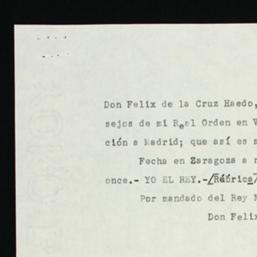 Don Felix de la Cruz Haedo,
sejos de mi Real Orden en
ción a Madrid; que así es
Fecha en Zaragoza a
once.- YO EL REY.-/Rúbrica/
Por mandado del Rey
Don Felix